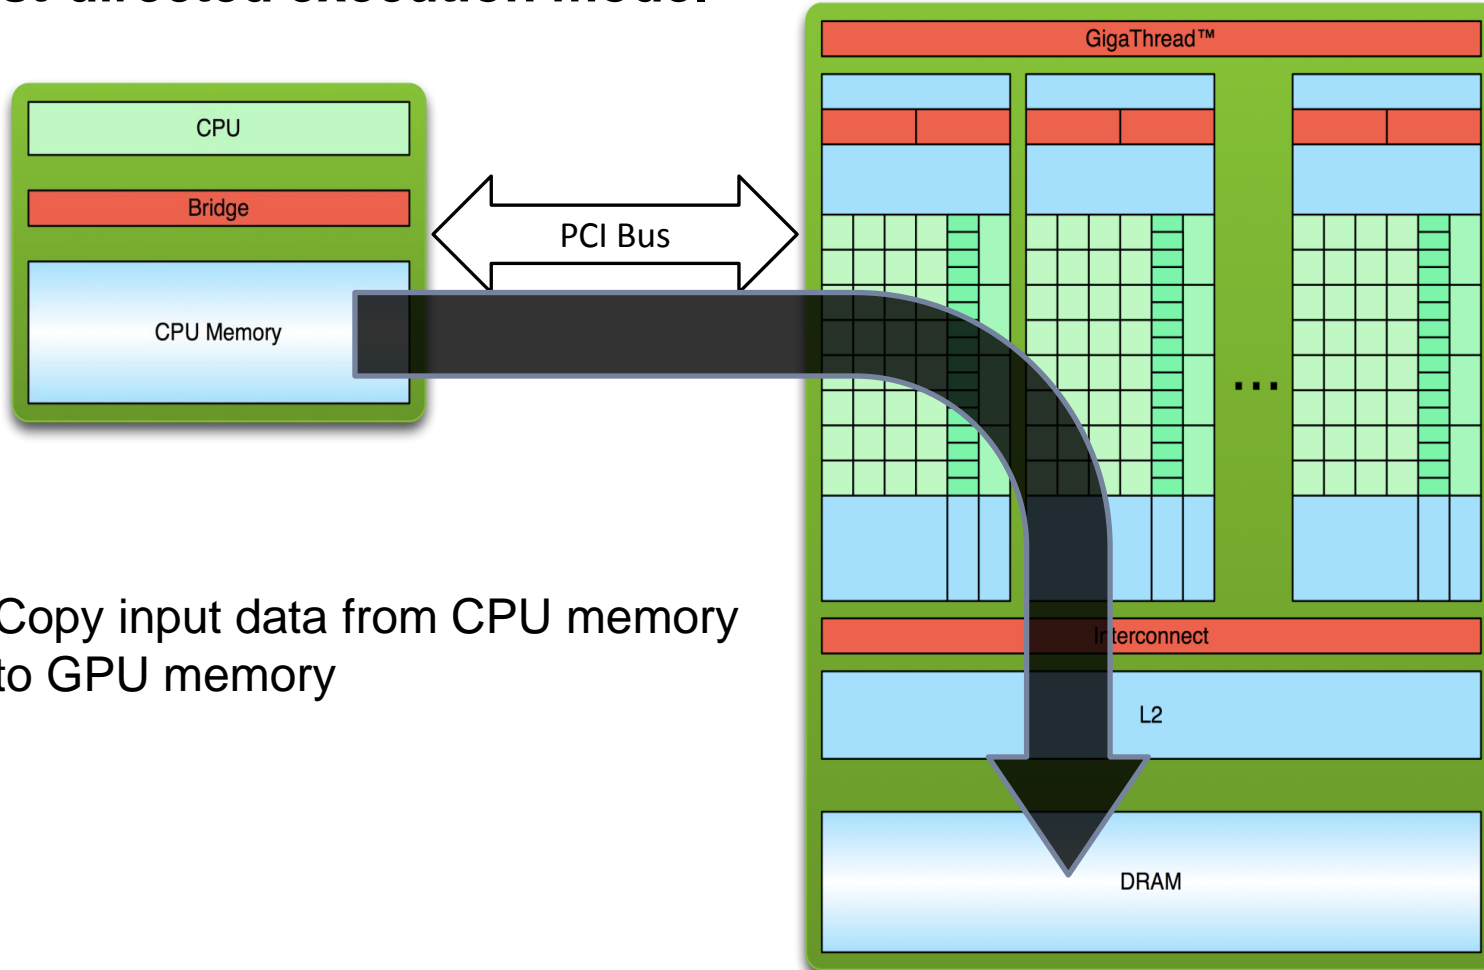 GigaThread™
CPU
Bridge
PCI Bus
CPU Memory
...
Copy input data from CPU memory
to GPU memory
Interconnect
L2
DRAM